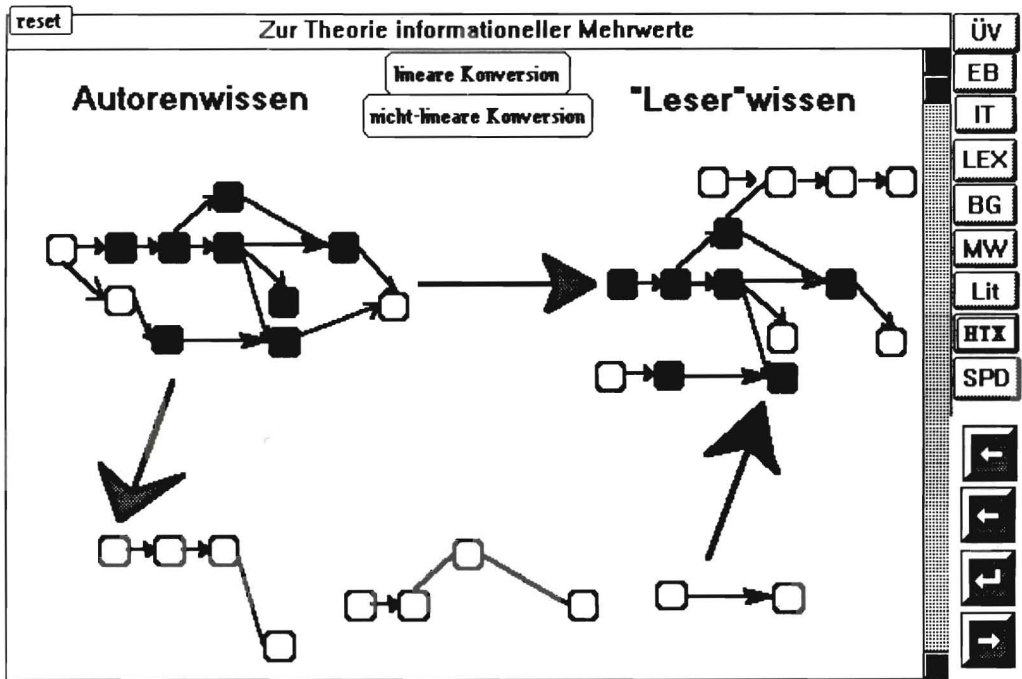 reset
Zur Theorie informationeller Mehrwerte
lineare Konversion
nicht-lineare Konversion
Autorenwissen
"Leser"wissen
ÜV
EB
IT
LEX
BG
MW
Lit
HTX
SPD